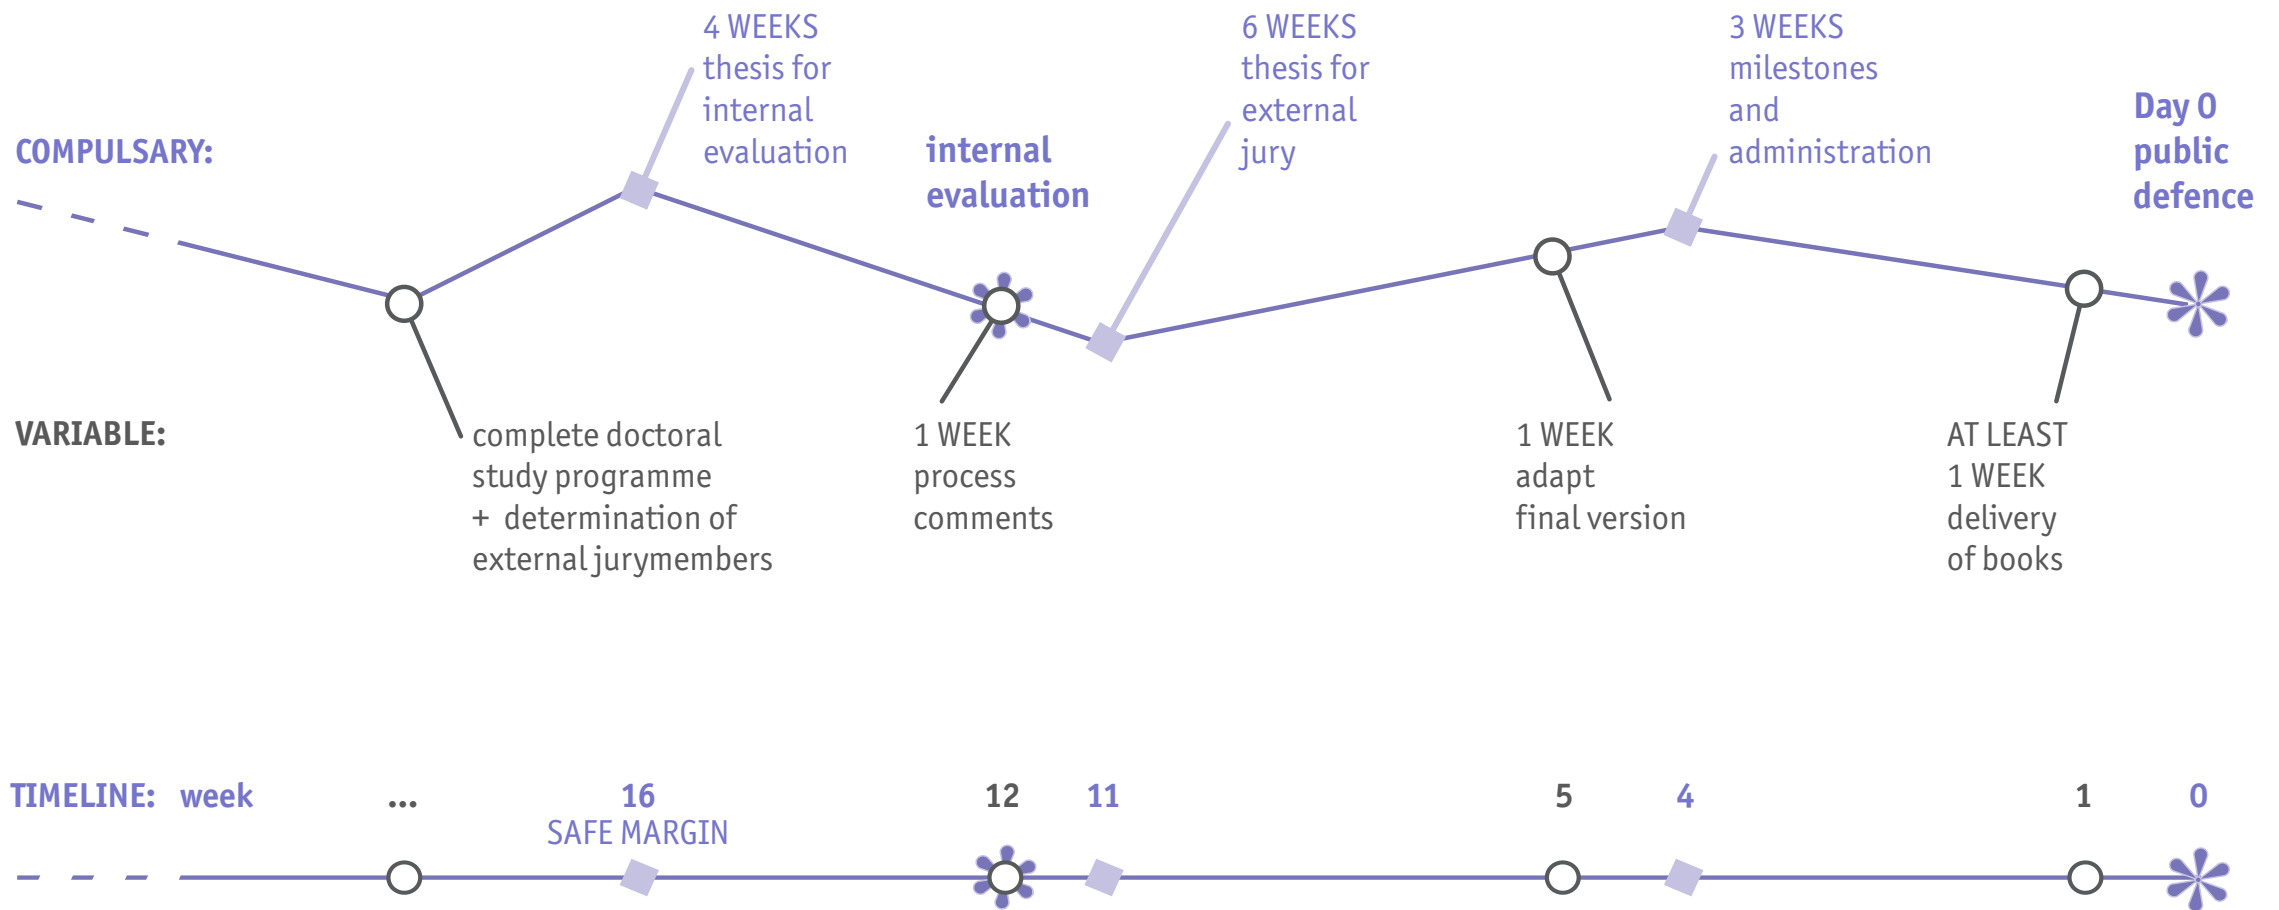 4 WEEKS
thesis for
internal
evaluation
6 WEEKS
thesis for
external
jury
3 WEEKS
milestones
and
administration
Day 0
public
defence
COMPULSARY:
internal
evaluation
VARIABLE:
complete doctoral
study programme
+ determination of
external jurymembers
1 WEEK
process
comments
1 WEEK
adapt
final version
AT LEAST
1 WEEK
delivery
of books
TIMELINE: week ... 16 12 11 5 4 1 0
SAFE MARGIN